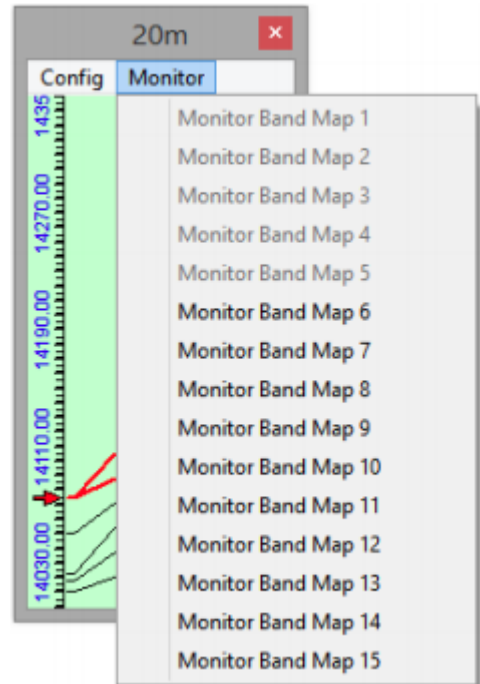 20m
Config Monitor
1435
14270.00
14190.00
14110.00
14030.00
Monitor Band Map 1
Monitor Band Map 2
Monitor Band Map 3
Monitor Band Map 4
Monitor Band Map 5
Monitor Band Map 6
Monitor Band Map 7
Monitor Band Map 8
Monitor Band Map 9
Monitor Band Map 10
Monitor Band Map 11
Monitor Band Map 12
Monitor Band Map 13
Monitor Band Map 14
Monitor Band Map 15